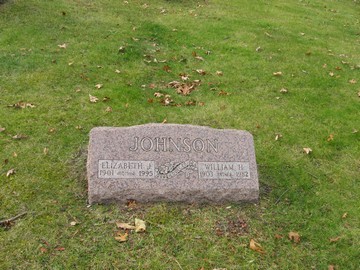 JOHNSON
ELIZABETH J.
1901 1995
WILLIAM H.
1903 1982